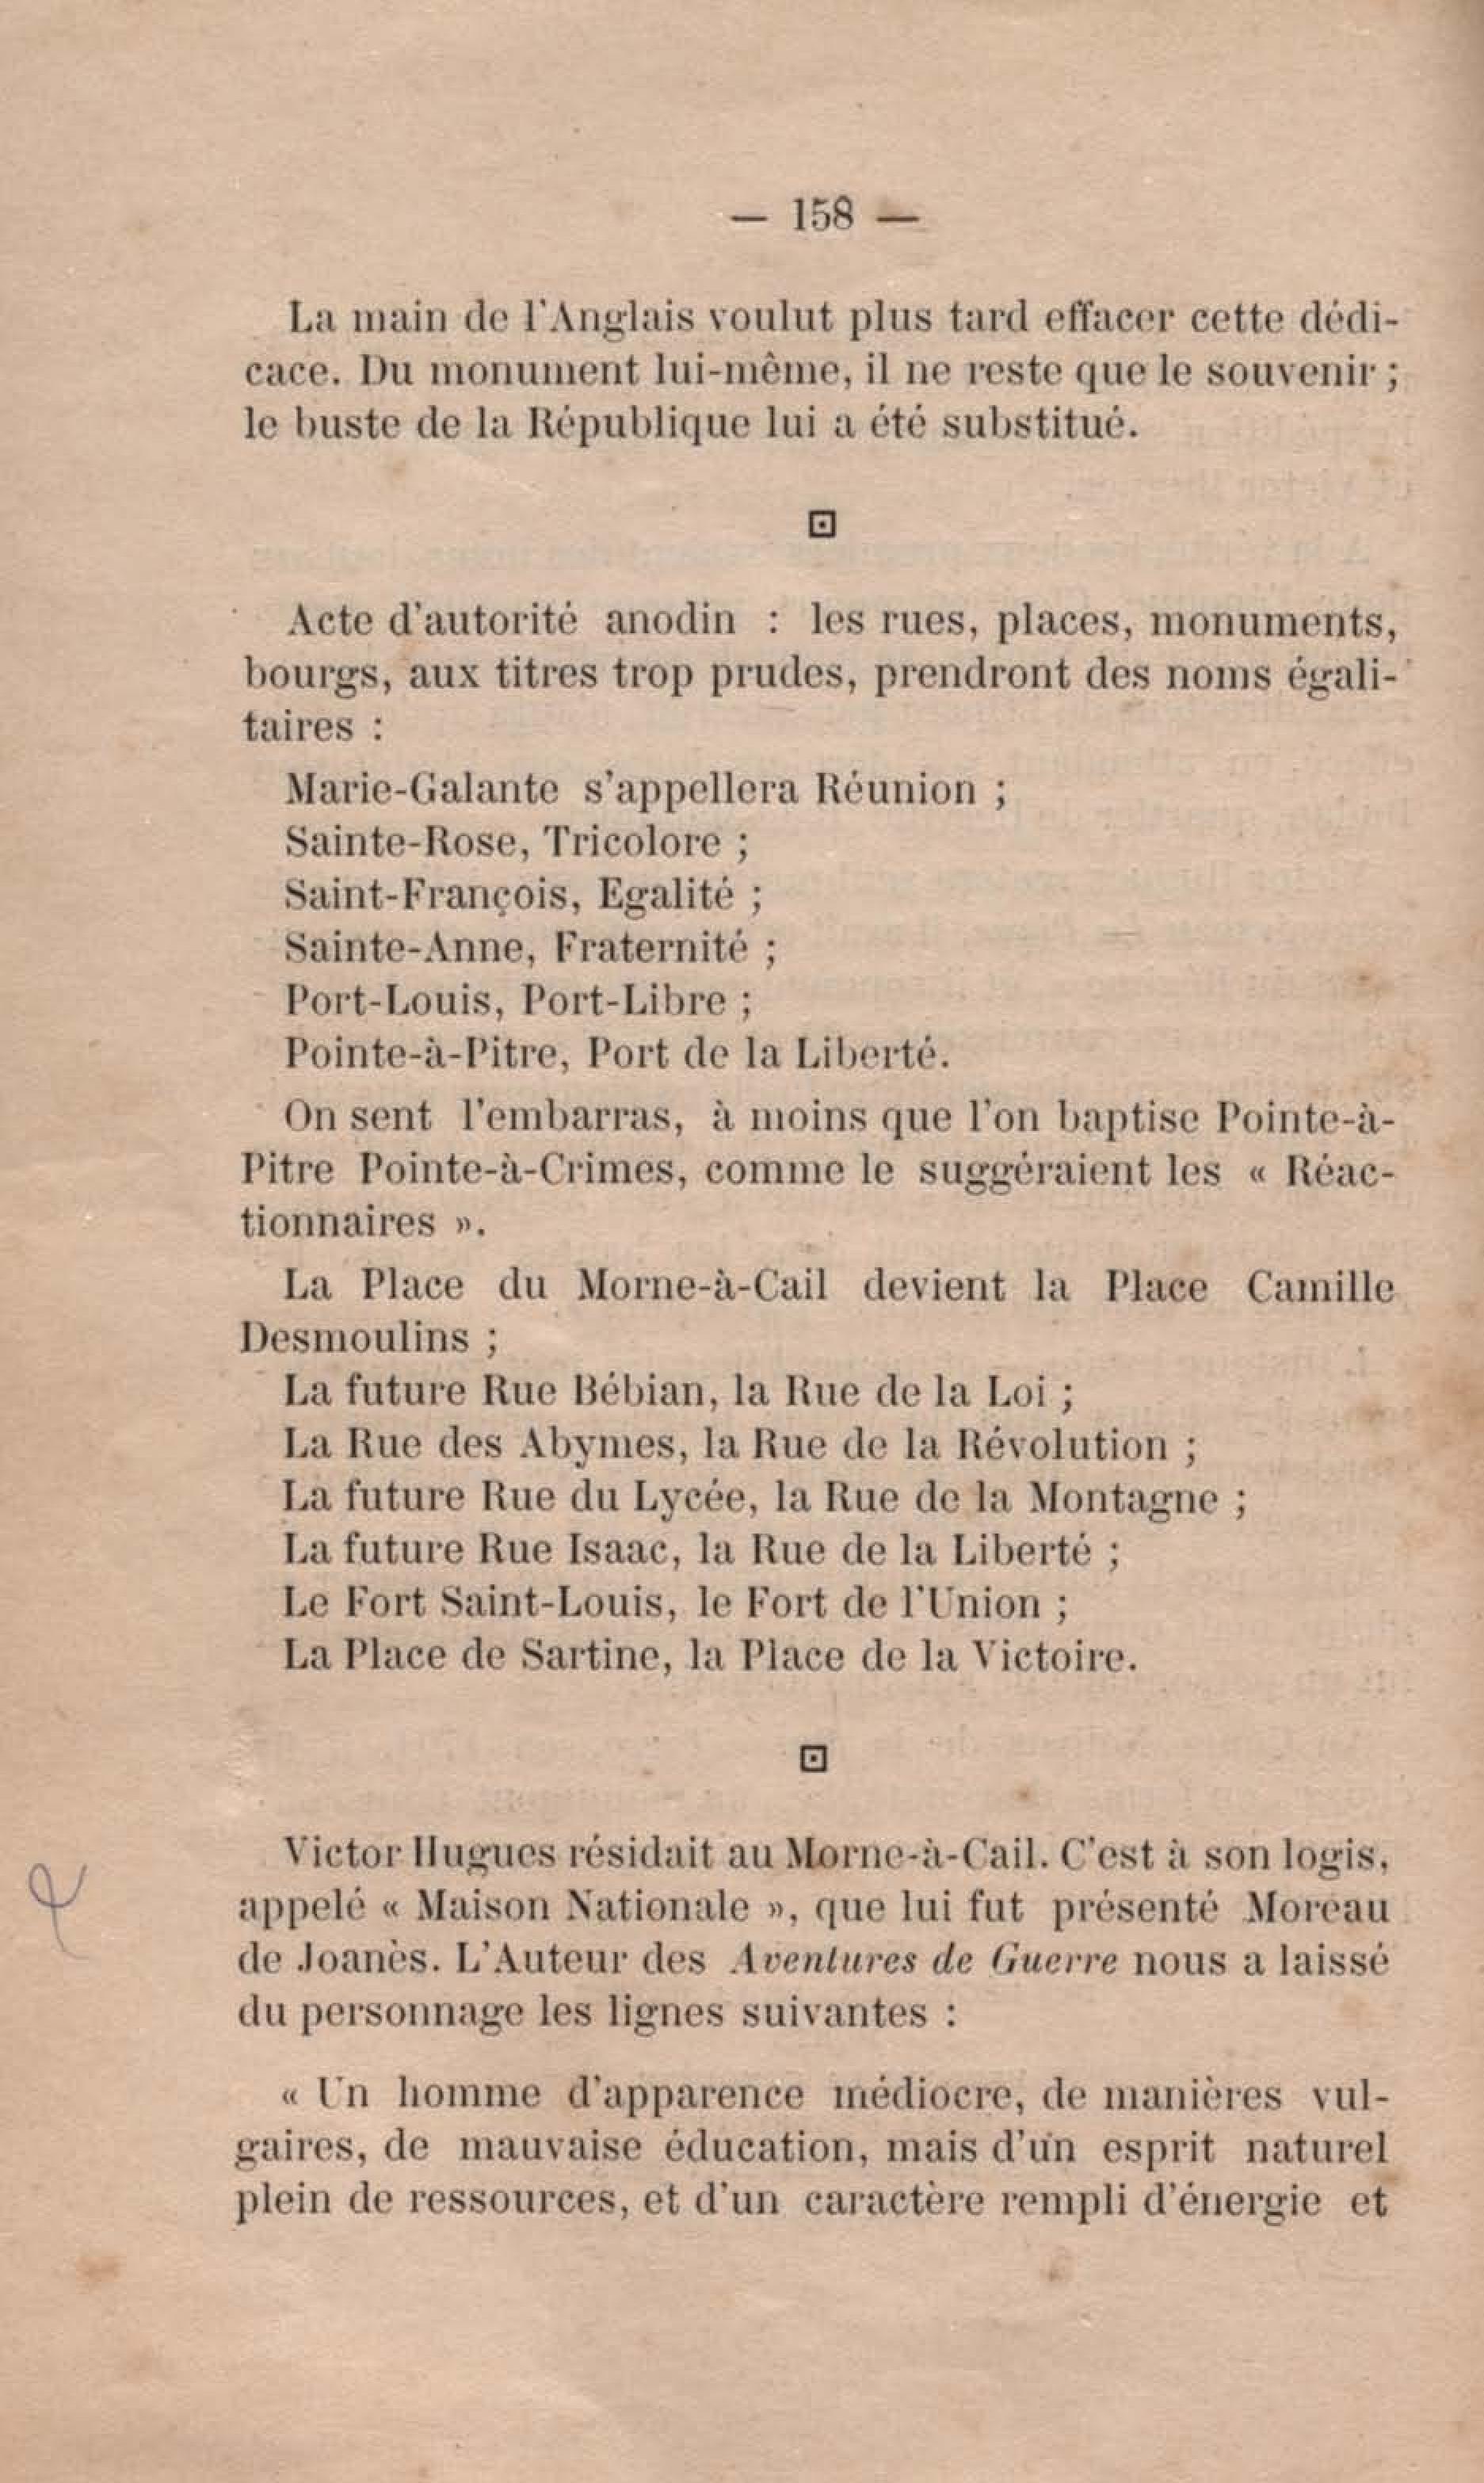 — 158 —
La main de l'Anglais voulut plus tard effacer cette dédi-
cace. Du monument lui-même, il ne reste que le souvenir ;
le buste de la République lui a été substitué.
Acte d'autorité anodin : les rues, places, monuments,
bourgs, aux titres trop prudes, prendront des noms égali-
taires :
Marie-Galante s'appellera Réunion ;
Sainte-Rose, Tricolore ;
Saint-François, Egalité ;
Sainte-Anne, Fraternité ;
Port-Louis, Port-Libre ;
Pointe-à-Pitre, Port de la Liberté.
On sent l'embarras, à moins que l'on baptise Pointe-à-
Pitre Pointe-à-Crimes, comme le suggéraient les « Réac-
tionnaires ».
La Place du Morne-à-Cail devient la Place Camille
Desmoulins ;
La future Rue Bébian, la Rue de la Loi ;
La Rue des Abymes, la Rue de la Révolution ;
La future Rue du Lycée, la Rue de la Montagne ;
La future Rue Isaac, la Rue de la Liberté ;
Le Fort Saint-Louis, le Fort de l'Union ;
La Place de Sartine, la Place de la Victoire.
Victor Hugues résidait au Morne-à-Cail. C'est à son logis,
appelé « Maison Nationale », que lui fut présenté Moreau
de Joanès. L'Auteur des Aventures de Guerre nous a laissé
du personnage les lignes suivantes :
« Un homme d'apparence médiocre, de manières vul-
gaires, de mauvaise éducation, mais d'un esprit naturel
plein de ressources, et d'un caractère rempli d'énergie et